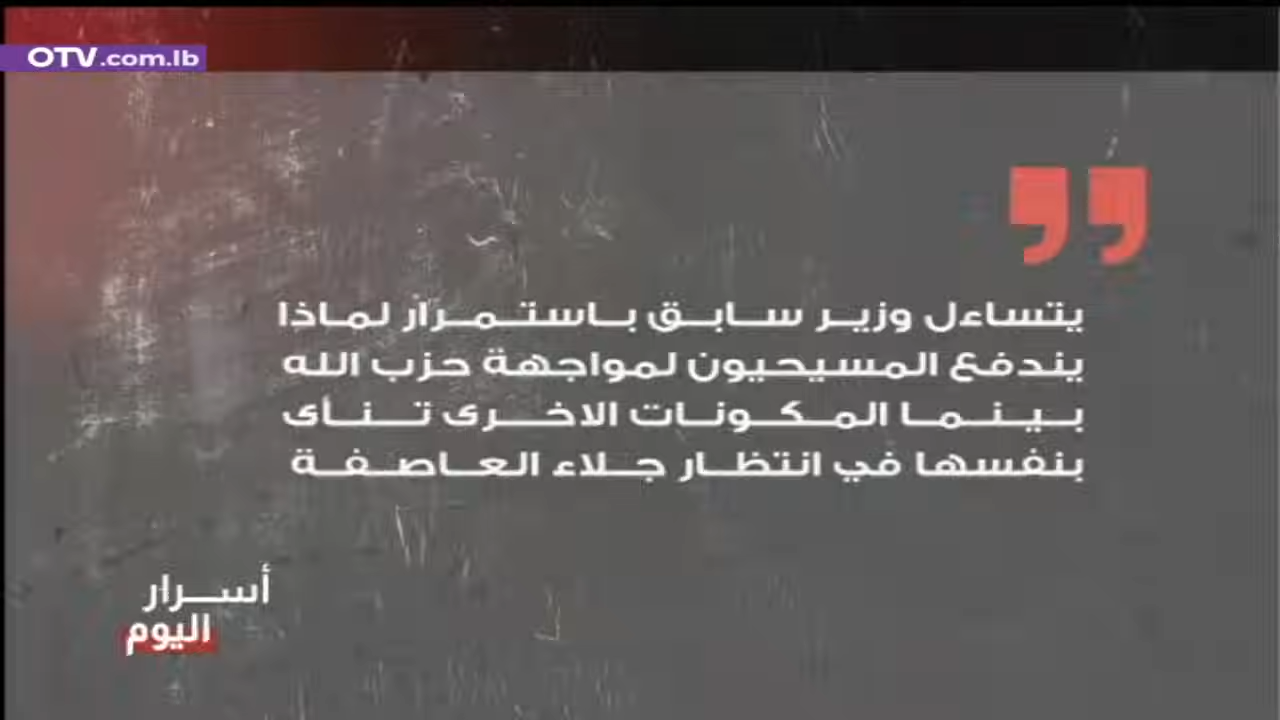 OTV.com.lb
يتساءل وزير سابق باستمرار لماذا
يندفع المسيحيون لمواجهة حزب الله
بينما المكونات الاخرى تنأى
بنفسها في انتظار جلاء العاصفة
أسرار
اليوم